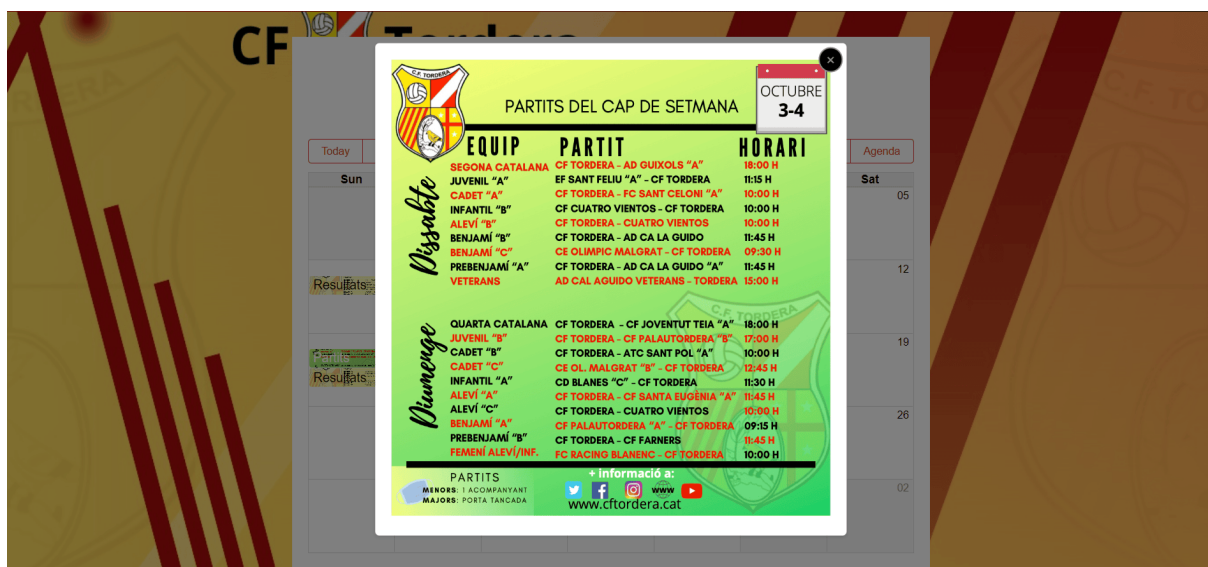 CF Tordera
C.F. TORDERA
PARTITS DEL CAP DE SETMANA
OCTUBRE
3-4
Today
Agenda
Sun
Sat
EQUIP PARTIT HORARI
Dissabte
SEGONA CATALANA CF TORDERA - AD GUIXOLS "A" 18:00 H
JUVENIL "A" EF SANT FELIU "A" - CF TORDERA 11:15 H
CADET "A" CF TORDERA - FC SANT CELONI "A" 10:00 H
INFANTIL "B" CF CUATRO VIENTOS - CF TORDERA 10:00 H
ALEVÍ "B" CF TORDERA - CUATRO VIENTOS 10:00 H
BENJAMÍ "B" CF TORDERA - AD CA LA GUIDO 11:45 H
BENJAMÍ "C" CE OLIMPIC MALGRAT - CF TORDERA 09:30 H
PREBENJAMÍ "A" CF TORDERA - AD CA LA GUIDO "A" 11:45 H
VETERANS AD CAL AGUIDO VETERANS - TORDERA 15:00 H
Diumenge
QUARTA CATALANA CF TORDERA - CF JOVENTUT TEIA "A" 18:00 H
JUVENIL "B" CF TORDERA - CF PALAUTORDERA "B" 17:00 H
CADET "B" CF TORDERA - ATC SANT POL "A" 10:00 H
CADET "C" CE OL. MALGRAT "B" - CF TORDERA 12:45 H
INFANTIL "A" CD BLANES "C" - CF TORDERA 11:30 H
ALEVÍ "A" CF TORDERA - CF SANTA EUGÈNIA "A" 11:45 H
ALEVÍ "C" CF TORDERA - CUATRO VIENTOS 10:00 H
BENJAMÍ "A" CF PALAUTORDERA "A" - CF TORDERA 09:15 H
PREBENJAMÍ "B" CF TORDERA - CF FARNERS 11:45 H
FEMENÍ ALEVÍ/INF. FC RACING BLANENC - CF TORDERA 10:00 H
C.F. TORDERA
PARTITS
MENORS: 1 ACOMPANYANT
MAJORS: PORTA TANCADA
+ informació a:
www
www.cftordera.cat
05
12
Resultats
19
Partits
Resultats
26
02